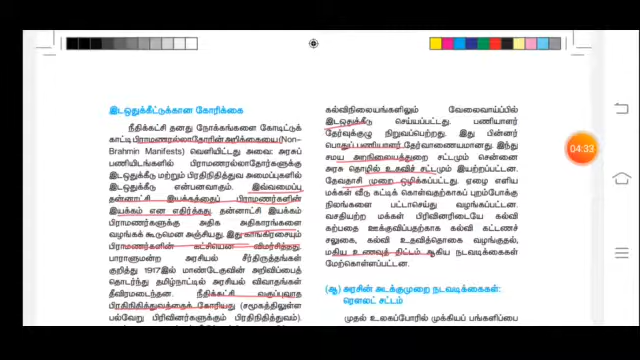 இடஒதுக்கீட்டுக்கான கோரிக்கை
நீதிக்கட்சி தனது நோக்கங்களை கோடிட்டுக்
காட்டி பிராமணரல்லாதோரின் அறிக்கையை (Non-
Brahmin Manifests) வெளியிட்டது அவை: அரசுப்
பணியிடங்களில் பிராமணரல்லாதோர்களுக்கு
இடஒதுக்கீடு மற்றும் பிரதிநிதித்துவ அமைப்புகளில்
இடஒதுக்கீடு என்பனவாகும். இவ்வமைப்பு
தன்னாட்சி இயக்கத்தைப் பிராமணர்களின்
இயக்கம் என எதிர்த்தது. தன்னாட்சி இயக்கம்
பிராமணர்களுக்கு அதிக அதிகாரங்களை
வழங்கக் கூடுமென அஞ்சியது. இது காங்கிரசையும்
பிராமணர்களின் கட்சியென விமர்சித்தது.
பாராளுமன்ற அரசியல் சீர்திருத்தங்கள்
குறித்து 1917இல் மாண்டேகுவின் அறிவிப்பைத்
தொடர்ந்து தமிழ்நாட்டில் அரசியல் விவாதங்கள்
தீவிரமடைந்தன. நீதிக்கட்சி வகுப்புவாத
பிரதிநிதித்துவத்தைக் கோரியது (சமூகத்திலுள்ள
பல்வேறு பிரிவினர்களுக்கும் பிரதிநிதித்துவம்).
கல்விநிலையங்களிலும் வேலைவாய்ப்பில்
இடஒதுக்கீடு செய்யப்பட்டது. பணியாளர்
தேர்வுக்குழு நிறுவப்பெற்றது. இது பின்னர்
பொதுப் பணியாளர் தேர்வாணையமானது. இந்து
சமய அறநிலையத்துறை சட்டமும் சென்னை
அரசு தொழில் உதவிச் சட்டமும் இயற்றப்பட்டன.
தேவதாசி முறை ஒழிக்கப்பட்டது. ஏழை எளிய
மக்கள் வீடு கட்டிக் கொள்வதற்காகப் புறம்போக்கு
நிலங்களை பட்டாசெய்து வழங்கப்பட்டன.
வசதியற்ற மக்கள் பிரிவினரிடையே கல்வி
கற்பதை ஊக்குவிப்பதற்காக கல்வி கட்டணச்
சலுகை, கல்வி உதவித்தொகை வழங்குதல்,
மதிய உணவுத் திட்டம் ஆகிய நடவடிக்கைகள்
மேற்கொள்ளப்பட்டன.
(ஆ) அரசின் அடக்குமுறை நடவடிக்கைகள்:
ரௌலட் சட்டம்
முதல் உலகப்போரில் முக்கியப் பங்களிப்பை
04:33